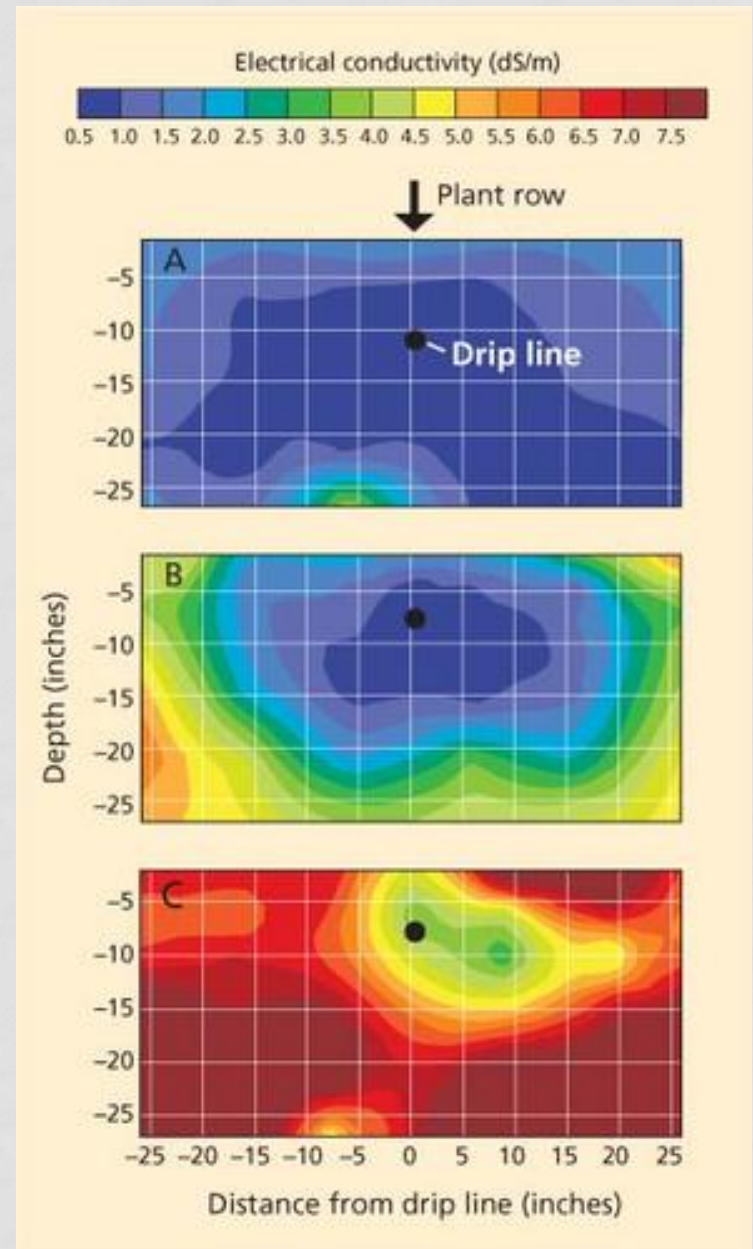 Electrical conductivity (dS/m)
0.5 1.0 1.5 2.0 2.5 3.0 3.5 4.0 4.5 5.0 5.5 6.0 6.5 7.0 7.5
Plant row
A
–5
–10
Drip line
–15
–20
–25
B
–5
–10
–15
–20
–25
Depth (inches)
C
–5
–10
–15
–20
–25
–25 –20 –15 –10 –5 0 5 10 15 20 25
Distance from drip line (inches)